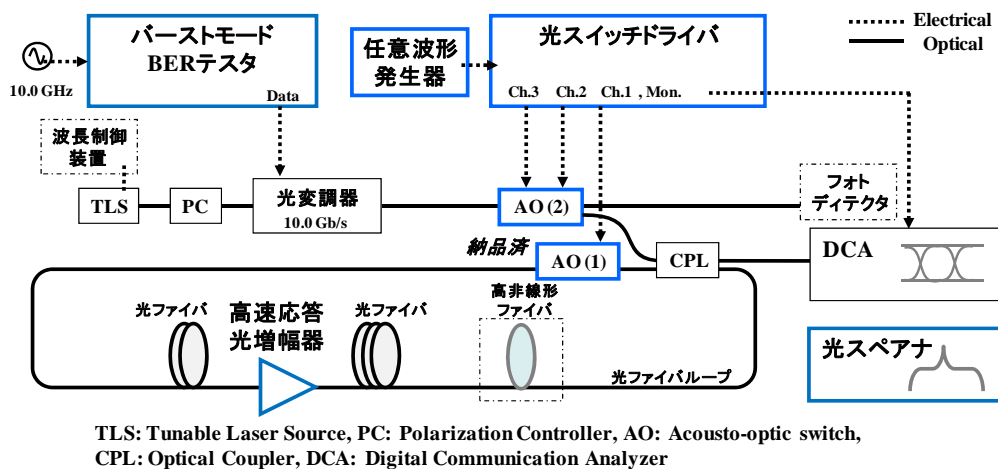 バーストモード
BERテスタ
Data
10.0 GHz
任意波形
発生器
光スイッチドライバ
Ch.3 Ch.2 Ch.1 , Mon.
Electrical
Optical
波長制御
装置
TLS
PC
光変調器
10.0 Gb/s
AO (2)
フォト
ディテクタ
納品済
AO (1)
CPL
DCA
光ファイバ
高速応答
光増幅器
光ファイバ
高非線形
ファイバ
光ファイバループ
光スペアナ
TLS: Tunable Laser Source, PC: Polarization Controller, AO: Acousto-optic switch,
CPL: Optical Coupler, DCA: Digital Communication Analyzer